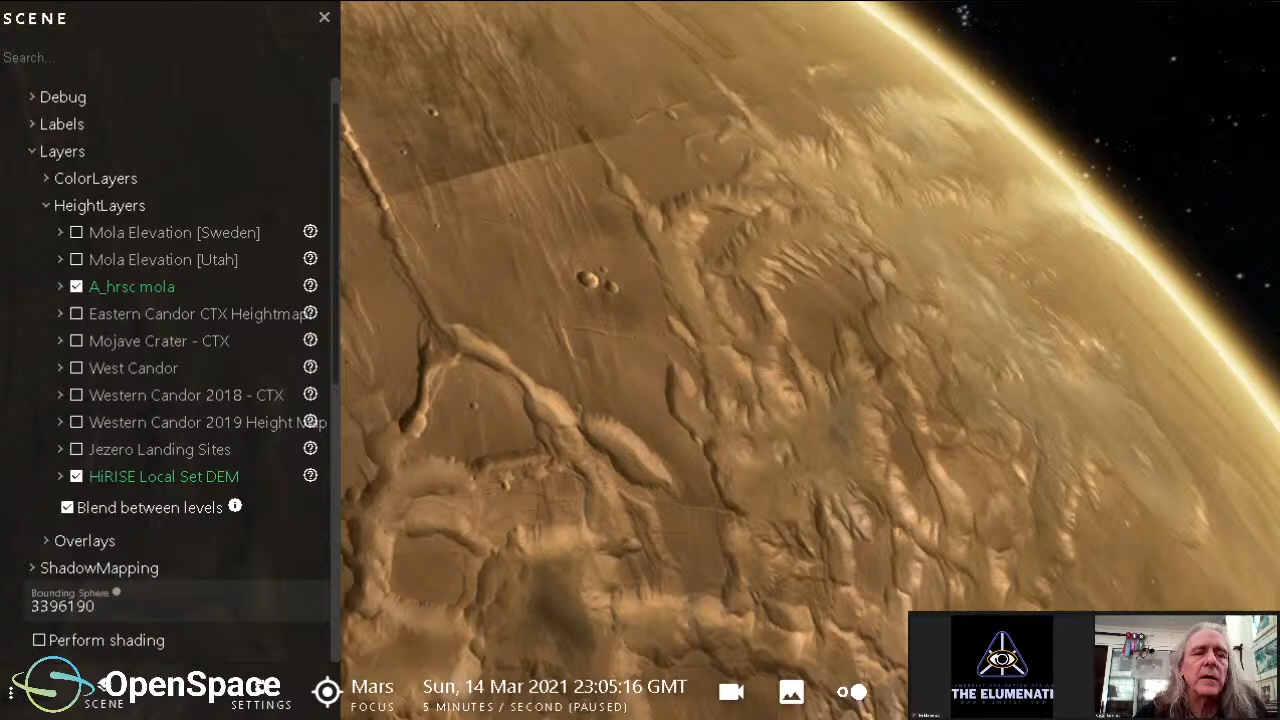 SCENE
Search...
Debug
Labels
Layers
ColorLayers
HeightLayers
Mola Elevation [Sweden]
Mola Elevation [Utah]
A_hrsc mola
Eastern Candor CTX Heightmap
Mojave Crater - CTX
West Candor
Western Candor 2018 - CTX
Western Candor 2019 Height Map
Jezero Landing Sites
HiRISE Local Set DEM
Blend between levels
Overlays
ShadowMapping
Bounding Sphere
3396190
Perform shading
OpenSpace
SCENE
SETTINGS
Mars
FOCUS
Sun, 14 Mar 2021 23:05:16 GMT
5 MINUTES / SECOND (PAUSED)
THE ELUMENATI